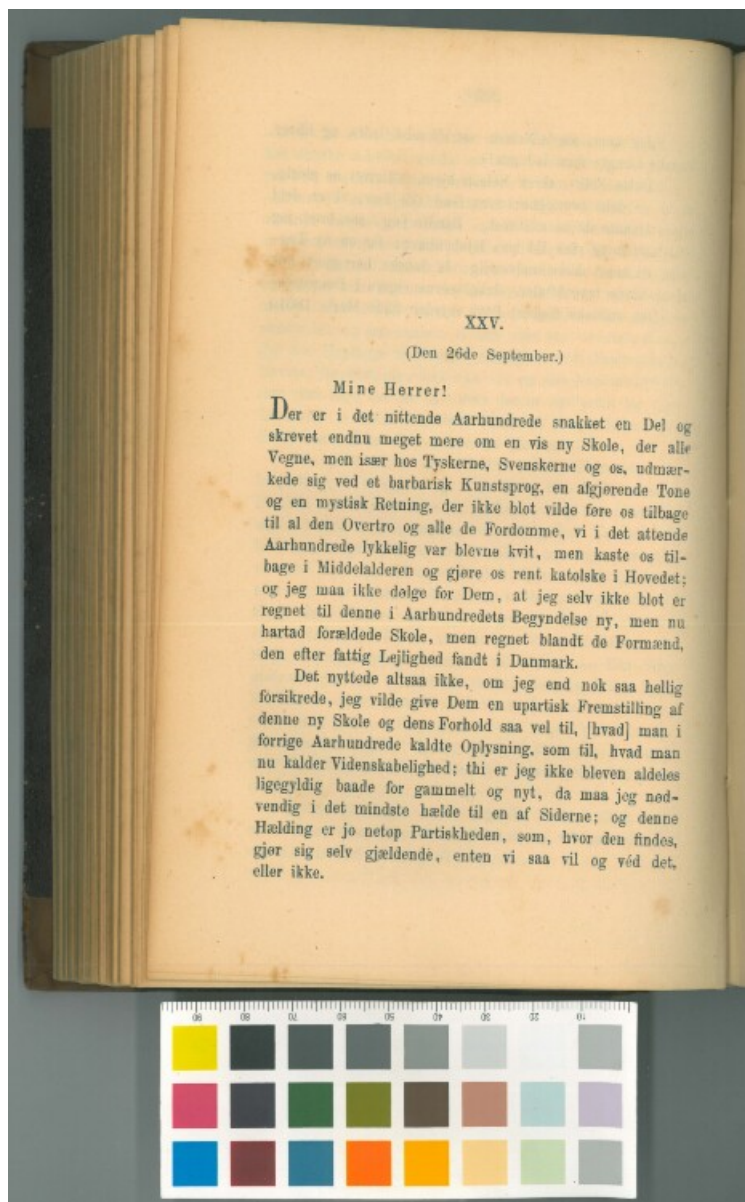 XXV.
(Den 26de September.)
Mine Herrer!
Der er i det nittende Aarhundrede snakket en Del og
skrevet endnu meget mere om en vis ny Skole, der alle
Vegne, men især hos Tyskerne, Svenskerne og os, udmær-
kede sig ved et barbarisk Kunstsprog, en afgjørende Tone
og en mystisk Retning, der ikke blot vilde føre os tilbage
til al den Overtro og alle de Fordomme, vi i det attende
Aarhundrede lykkelig var blevne kvit, men kaste os til-
bage i Middelalderen og gjøre os rent katolske i Hovedet;
og jeg maa ikke dølge for Dem, at jeg selv ikke blot er
regnet til denne i Aarhundredets Begyndelse ny, men nu
hartad forældede Skole, men regnet blandt de Formænd,
den efter fattig Lejlighed fandt i Danmark.
Det nyttede altsaa ikke, om jeg end nok saa hellig
forsikrede, jeg vilde give Dem en upartisk Fremstilling af
denne ny Skole og dens Forhold saa vel til, [hvad] man i
forrige Aarhundrede kaldte Oplysning, som til, hvad man
nu kalder Videnskabelighed; thi er jeg ikke bleven aldeles
ligegyldig baade for gammelt og nyt, da maa jeg nød-
vendig i det mindste hælde til en af Siderne; og denne
Hælding er jo netop Partiskheden, som, hvor den findes,
gjør sig selv gjældende, enten vi saa vil og véd det,
eller ikke.
90 80 70 60 50 40 30 20 10